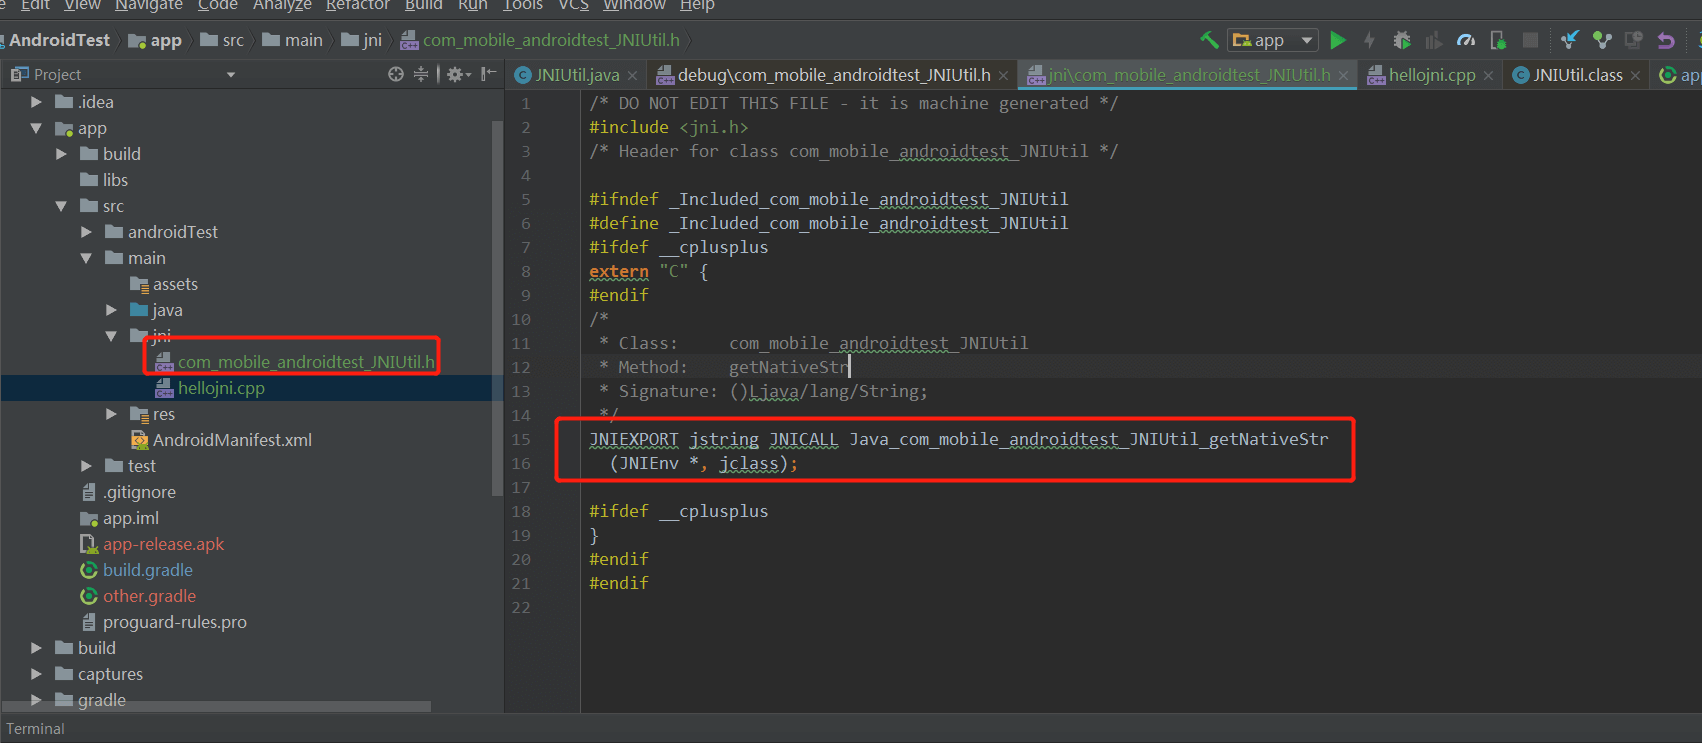 Edit View Navigate Code Analyze Refactor Build Run Tools VCS Window Help
AndroidTest app src main jni com_mobile_androidtest_JNIUtil.h app
Project
JNIUtil.java debug\com_mobile_androidtest_JNIUtil.h jni\com_mobile_androidtest_JNIUtil.h hellojni.cpp JNIUtil.class
.idea
app
build
libs
src
androidTest
main
assets
java
jni
com_mobile_androidtest_JNIUtil.h
hellojni.cpp
res
AndroidManifest.xml
test
.gitignore
app.iml
app-release.apk
build.gradle
other.gradle
proguard-rules.pro
build
captures
gradle
1 /* DO NOT EDIT THIS FILE - it is machine generated */
2 #include <jni.h>
3 /* Header for class com_mobile_androidtest_JNIUtil */
4
5 #ifndef _Included_com_mobile_androidtest_JNIUtil
6 #define _Included_com_mobile_androidtest_JNIUtil
7 #ifdef __cplusplus
8 extern "C" {
9 #endif
10 /*
11 * Class: com_mobile_androidtest_JNIUtil
12 * Method: getNativeStr
13 * Signature: ()Ljava/lang/String;
14 */
15 JNIEXPORT jstring JNICALL Java_com_mobile_androidtest_JNIUtil_getNativeStr
16 (JNIEnv *, jclass);
17
18 #ifdef __cplusplus
19 }
20 #endif
21 #endif
22
Terminal